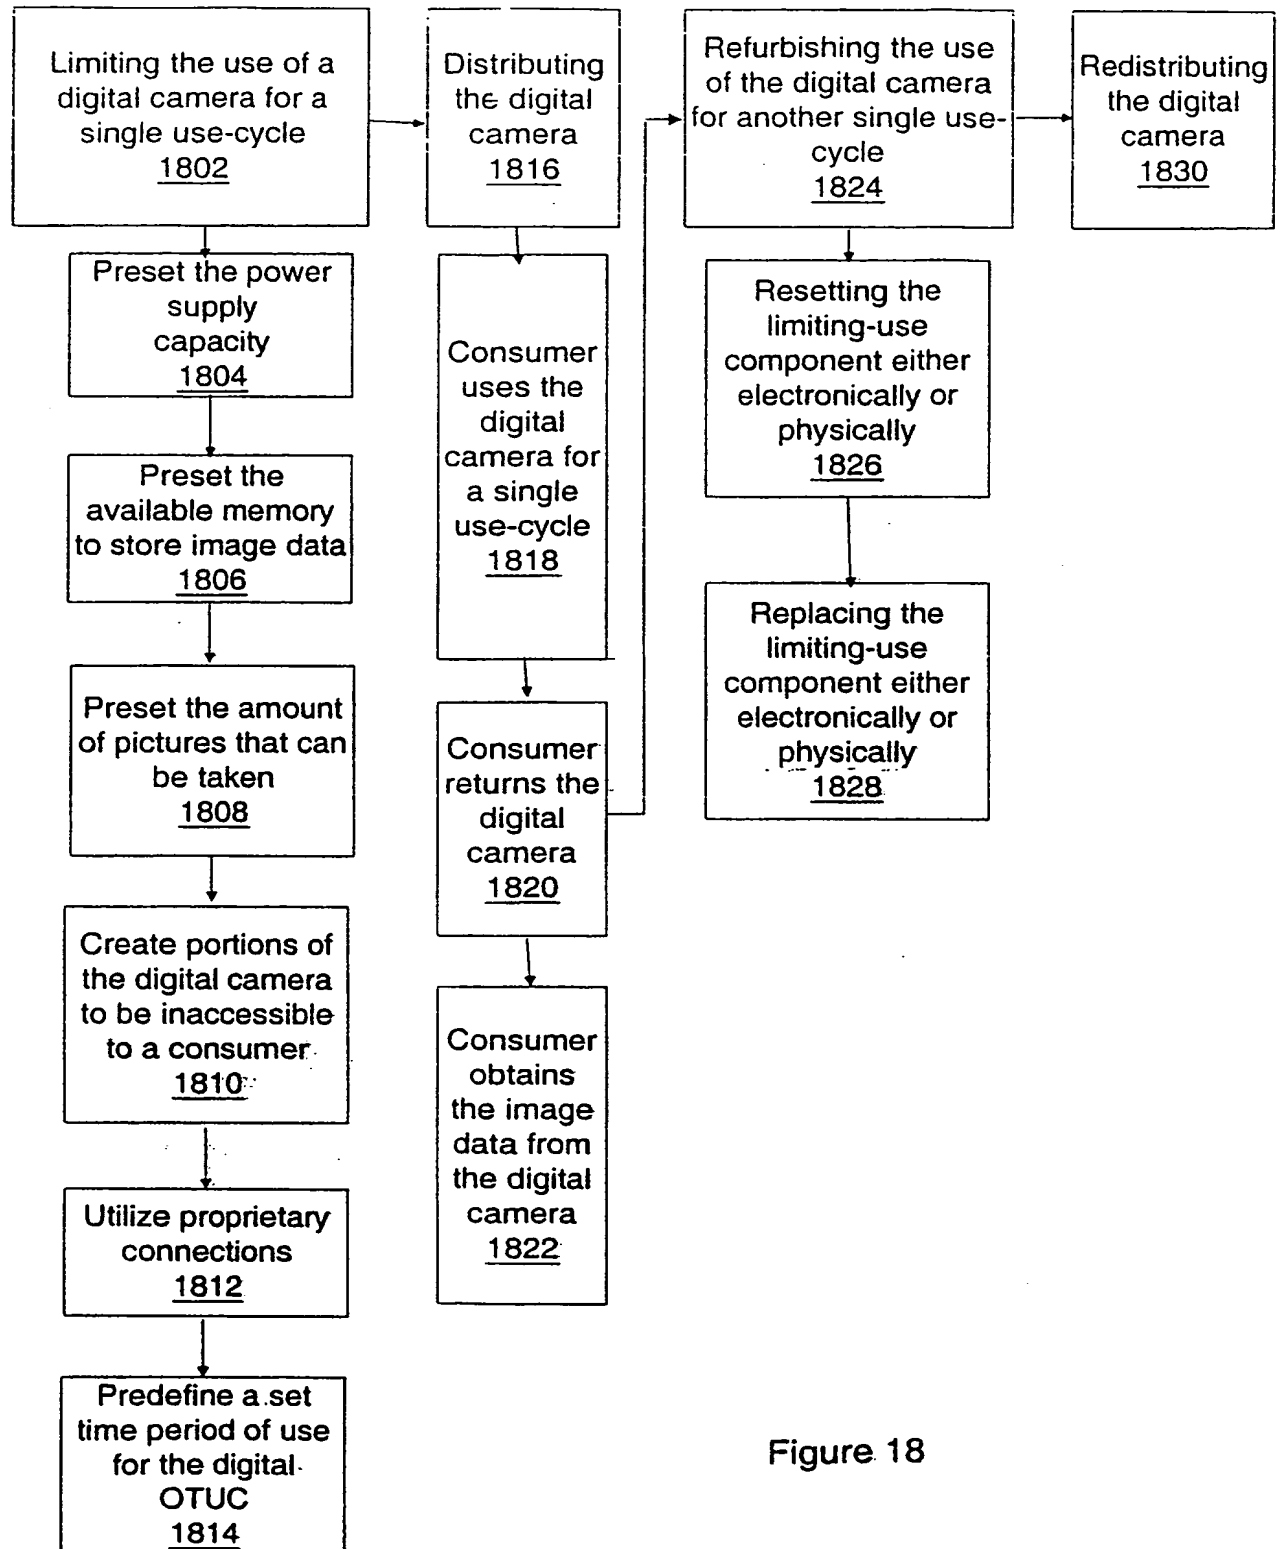 Limiting the use of a
digital camera for a
single use-cycle
1802
Preset the power
supply
capacity
1804
Preset the
available memory
to store image data
1806
Preset the amount
of pictures that can
be taken
1808
Create portions of
the digital camera
to be inaccessible
to a consumer
1810
Utilize proprietary
connections
1812
Predefine a set
time period of use
for the digital
OTUC
1814
Distributing
the digital
camera
1816
Consumer
uses the
digital
camera for
a single
use-cycle
1818
Consumer
returns the
digital
camera
1820
Consumer
obtains
the image
data from
the digital
camera
1822
Refurbishing the use
of the digital camera
for another single use-
cycle
1824
Resetting the
limiting-use
component either
electronically or
physically
1826
Replacing the
limiting-use
component either
electronically or
physically
1828
Redistributing
the digital
camera
1830
Figure 18